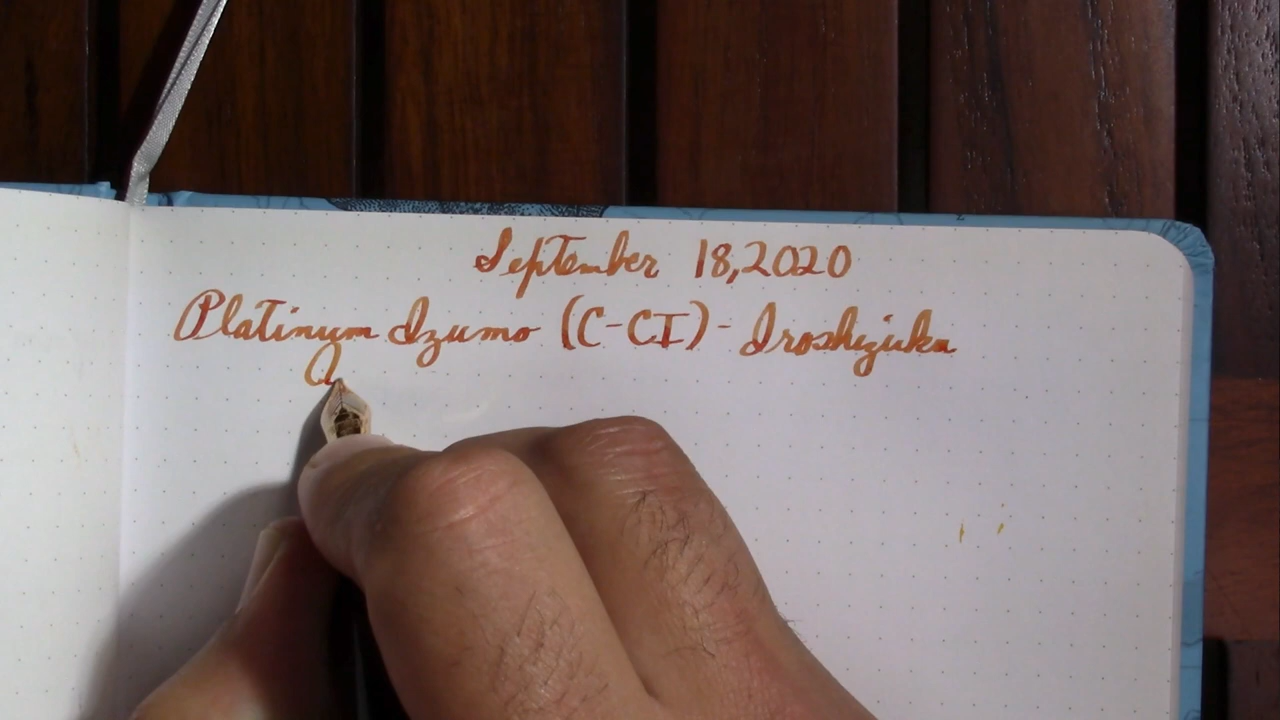 September 18, 2020
Platinum Izumo (C-CI) - Iroshizuku